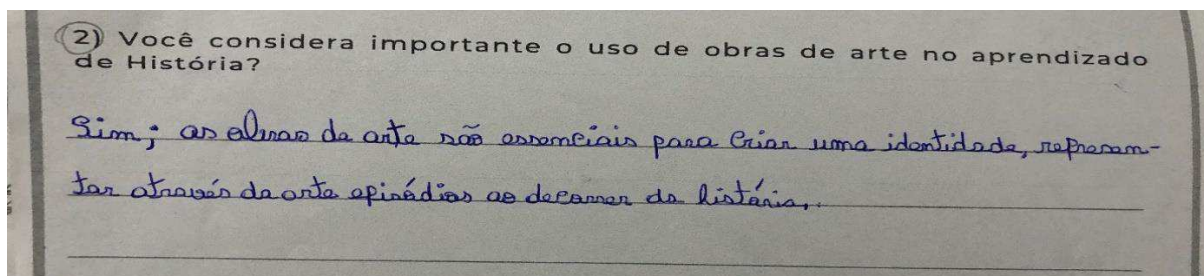 2) Você considera importante o uso de obras de arte no aprendizado
de História?
Sim; as obras de arte são essenciais para criar uma identidade, represen-
tar através da arte episódios ao decorrer da história.